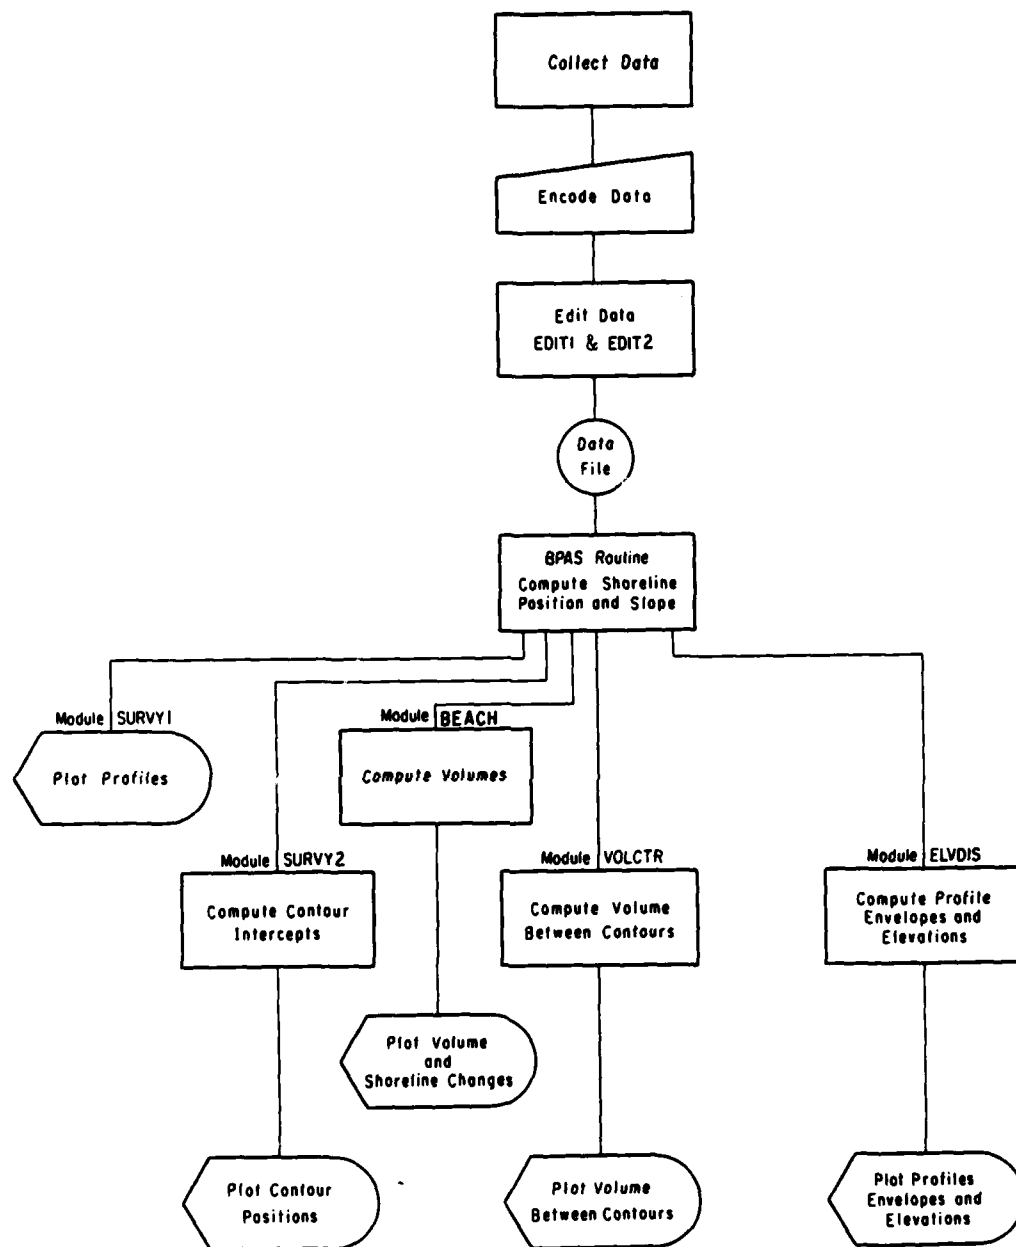 Collect Data
Encode Data
Edit Data
EDIT1 & EDIT2
Data
File
BPAS Routine
Compute Shoreline
Position and Slope
Module SURVY1
Plot Profiles
Module BEACH
Compute Volumes
Module SURVY2
Compute Contour
Intercepts
Module VOLCTR
Compute Volume
Between Contours
Module ELVDIS
Compute Profile
Envelopes and
Elevations
Plot Volume
and
Shoreline Changes
Plot Contour
Positions
Plot Volume
Between Contours
Plot Profiles
Envelopes and
Elevations